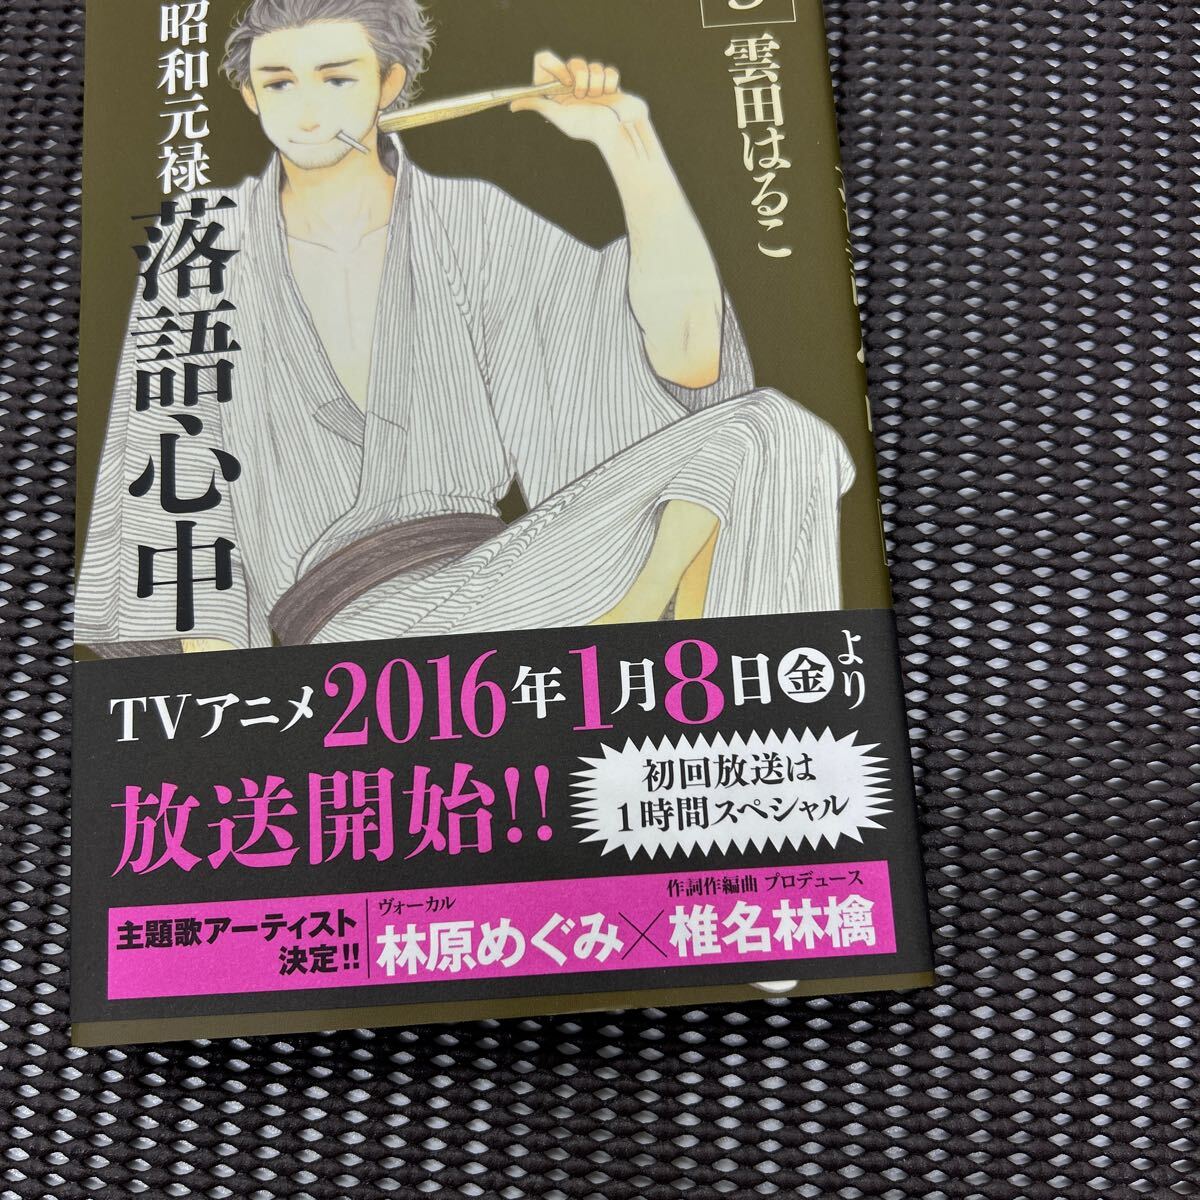 雲田はるこ
昭和元禄
落語心中
TVアニメ2016年1月8日㊎より
放送開始!!
初回放送は
1時間スペシャル
主題歌アーティスト
決定!!
ヴォーカル
林原めぐみ×
作詞作編曲 プロデュース
椎名林檎